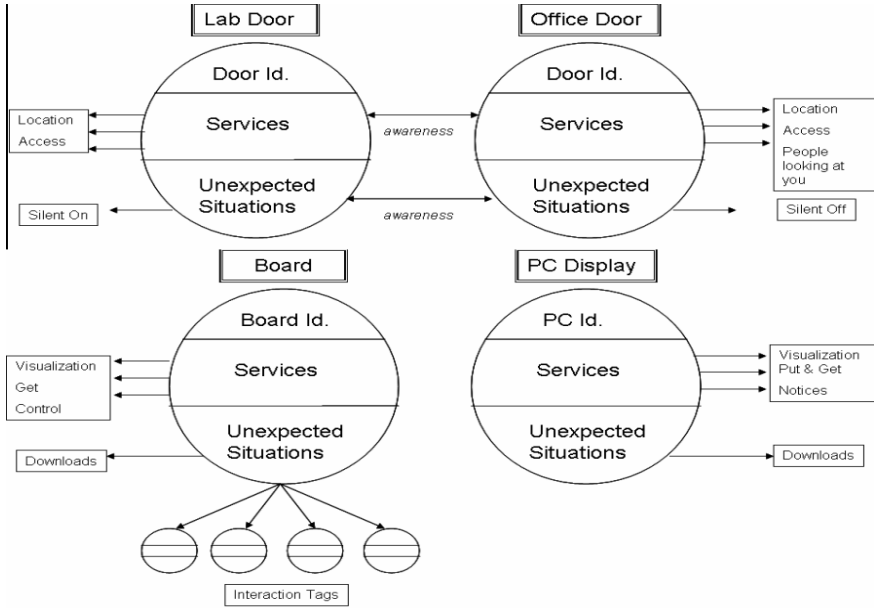 Lab Door
Office Door
Door Id.
Services
Unexpected
Situations
Location
Access
Silent On
awareness
awareness
Door Id.
Services
Unexpected
Situations
Location
Access
People
looking at
you
Silent Off
Board
PC Display
Board Id.
Services
Unexpected
Situations
Visualization
Get
Control
Downloads
Interaction Tags
PC Id.
Services
Unexpected
Situations
Visualization
Put & Get
Notices
Downloads